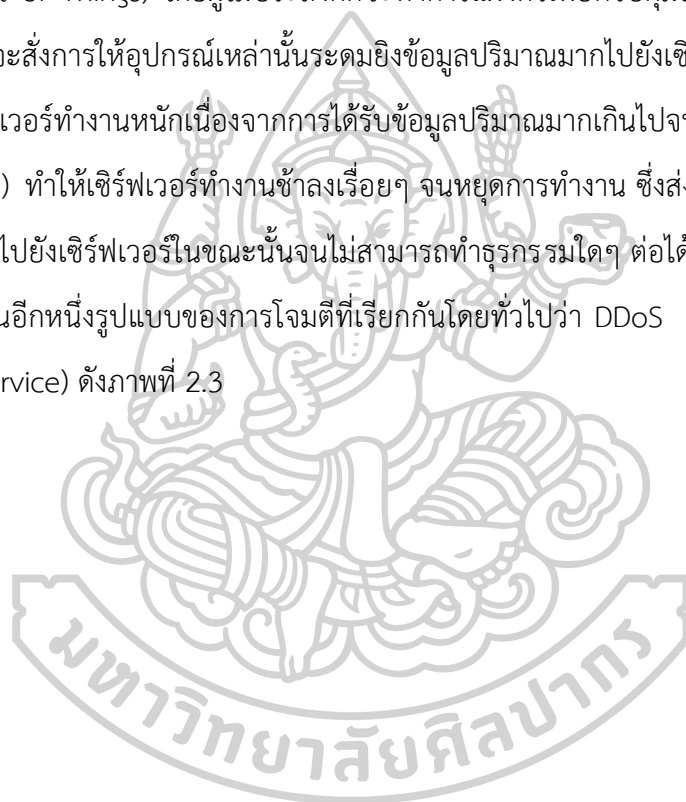 จะสั่งการให้อุปกรณ์เหล่านั้นระดมยิงข้อมูลปริมาณมากไปยังเซิ
เวอร์ทำงานหนักเนื่องจากการได้รับข้อมูลปริมาณมากเกินไปจ
) ทำให้เซิร์ฟเวอร์ทำงานช้าลงเรื่อยๆ จนหยุดการทำงาน ซึ่งส่ง
ไปยังเซิร์ฟเวอร์ในขณะนั้นจนไม่สามารถทำธุรกรรมใดๆ ต่อได้
นอีกหนึ่งรูปแบบของการโจมตีที่เรียกกันโดยทั่วไปว่า DDoS
rvice) ดังภาพที่ 2.3
มหาวิทยาลัยศิลปากร